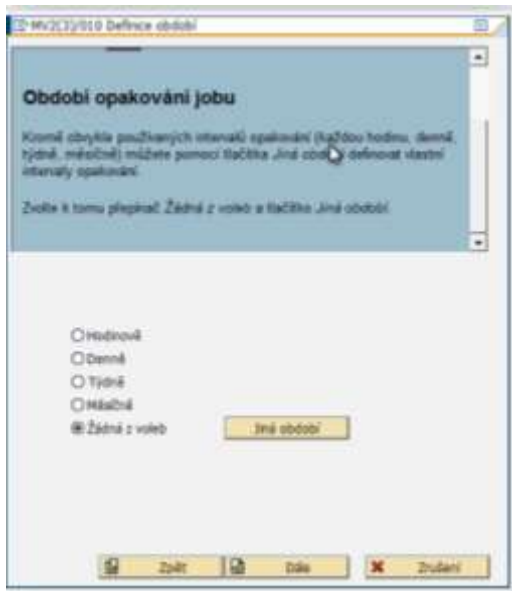 MV2(3)/010 Definice období
Období opakování jobu
Kromě obvykle používaných intervalů opakování (každou hodinu, denně,
týdně, měsíčně) můžete pomocí tlačítka Jiná období definovat vlastní
intervaly opakování.
Zvolte k tomu přepínač Žádná z voleb a tlačítko Jiné období.
Hodinově
Denně
Týdně
Měsíčně
Žádná z voleb
Jiná období
Zpět
Dále
Zrušení